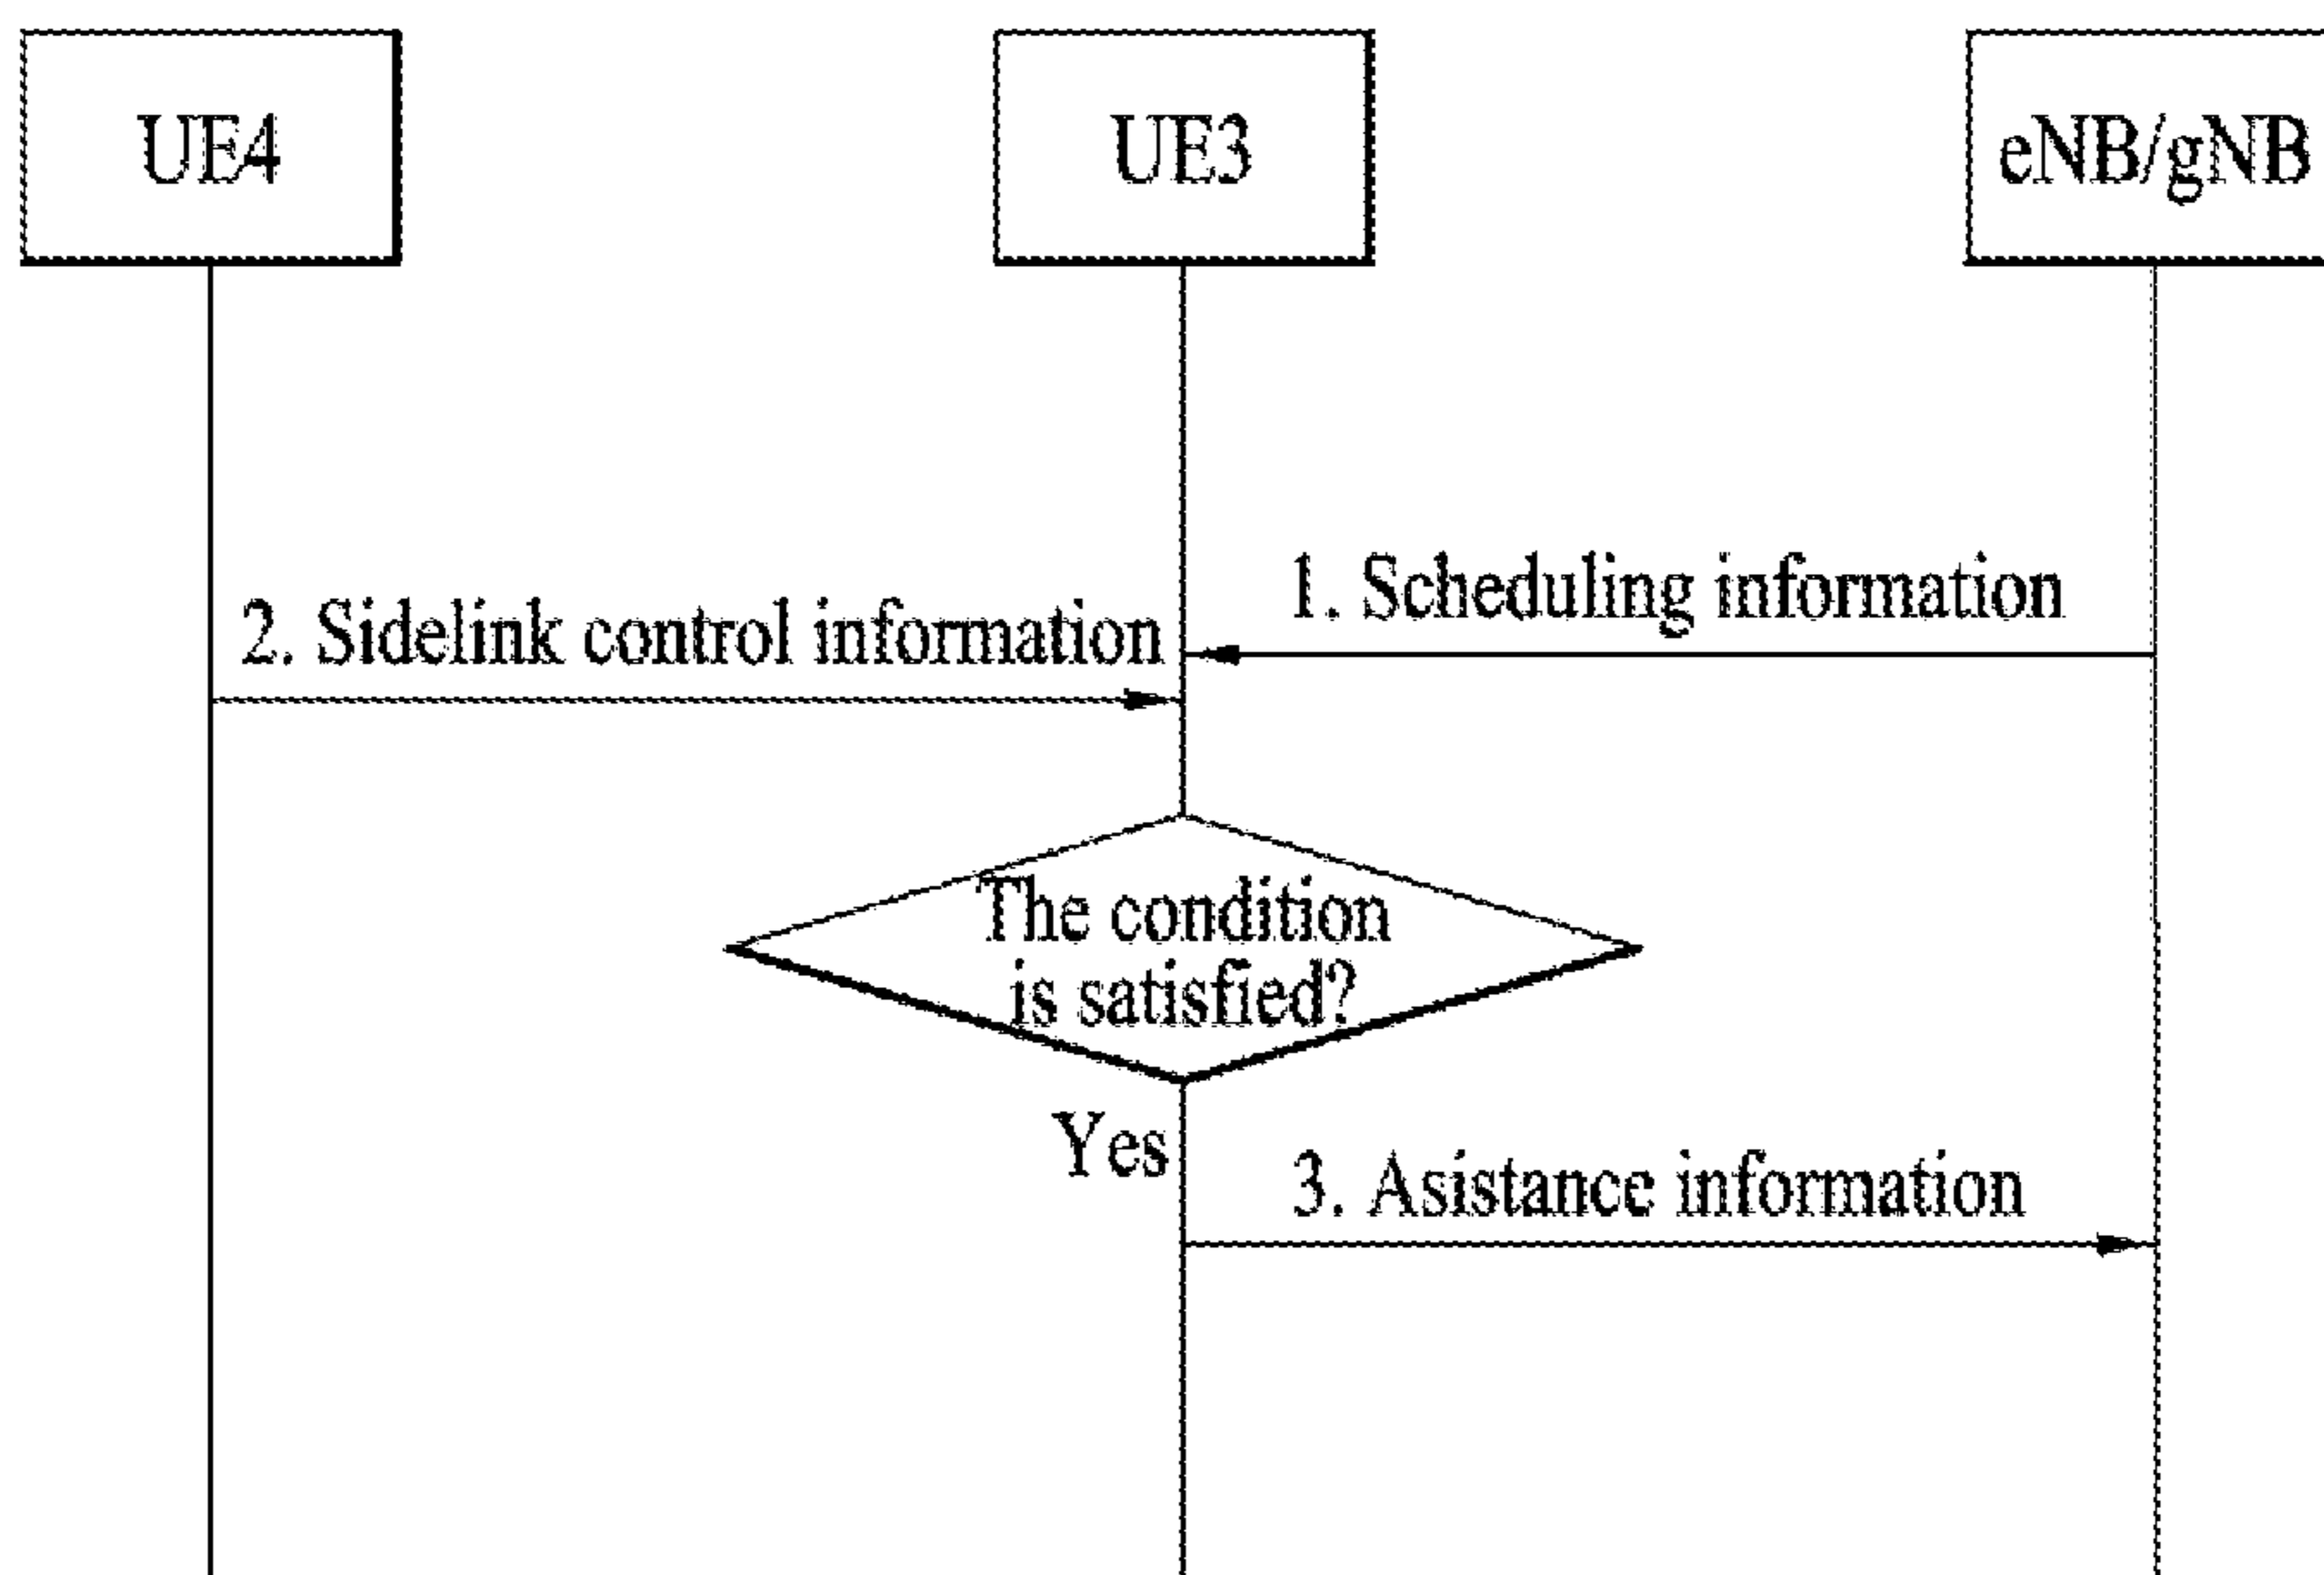 UE4
UE3
eNB/gNB
1. Scheduling information
2. Sidelink control information
The condition
is satisfied?
Yes
3. Asistance information